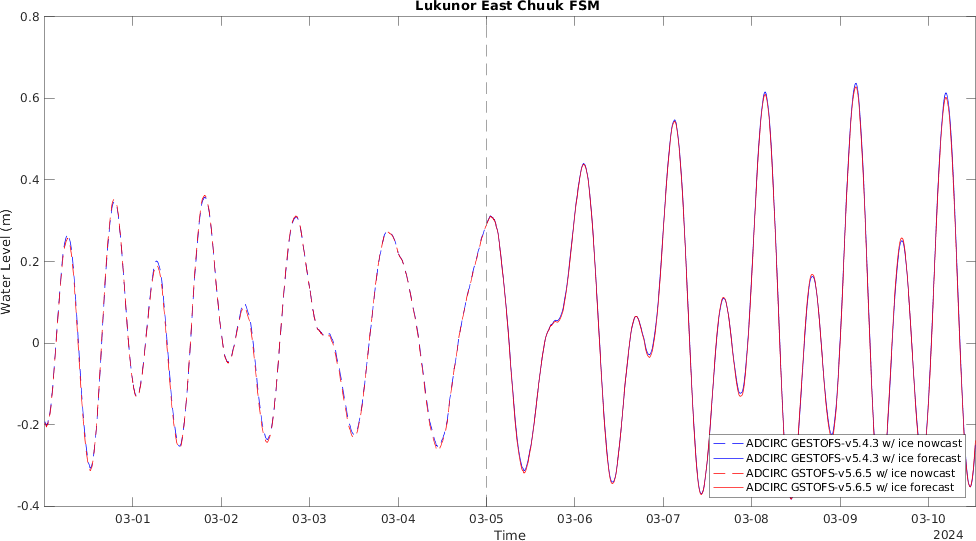 Lukunor East Chuuk FSM
0.8
0.6
0.4
0.2
0
-0.2
-0.4
Water Level (m)
03-01 03-02 03-03 03-04 03-05 03-06 03-07 03-08 03-09 03-10
Time
2024
ADCIRC GESTOFS-v5.4.3 w/ ice nowcast
ADCIRC GESTOFS-v5.4.3 w/ ice forecast
ADCIRC GSTOFS-v5.6.5 w/ ice nowcast
ADCIRC GSTOFS-v5.6.5 w/ ice forecast